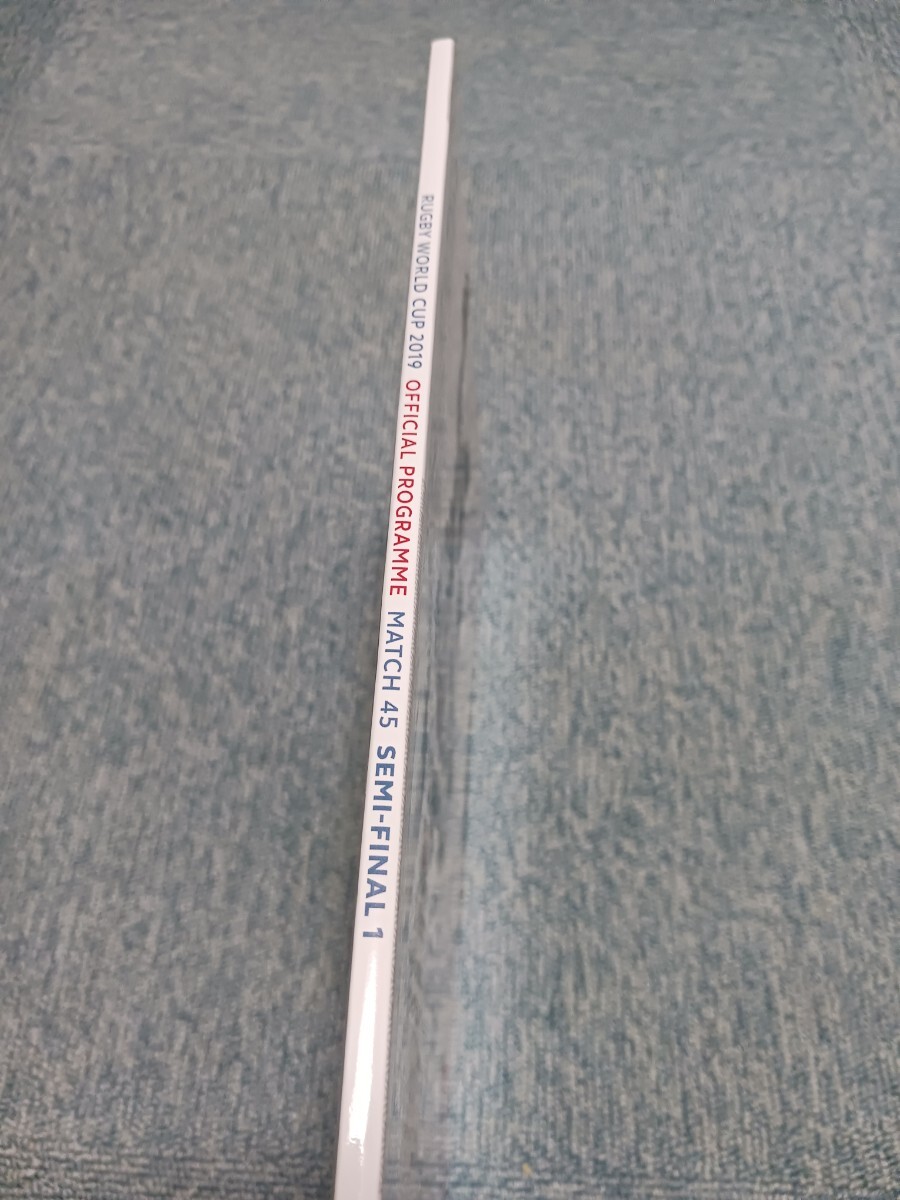 RUGBY WORLD CUP 2019 OFFICIAL PROGRAMME MATCH 45 SEMI-FINAL 1